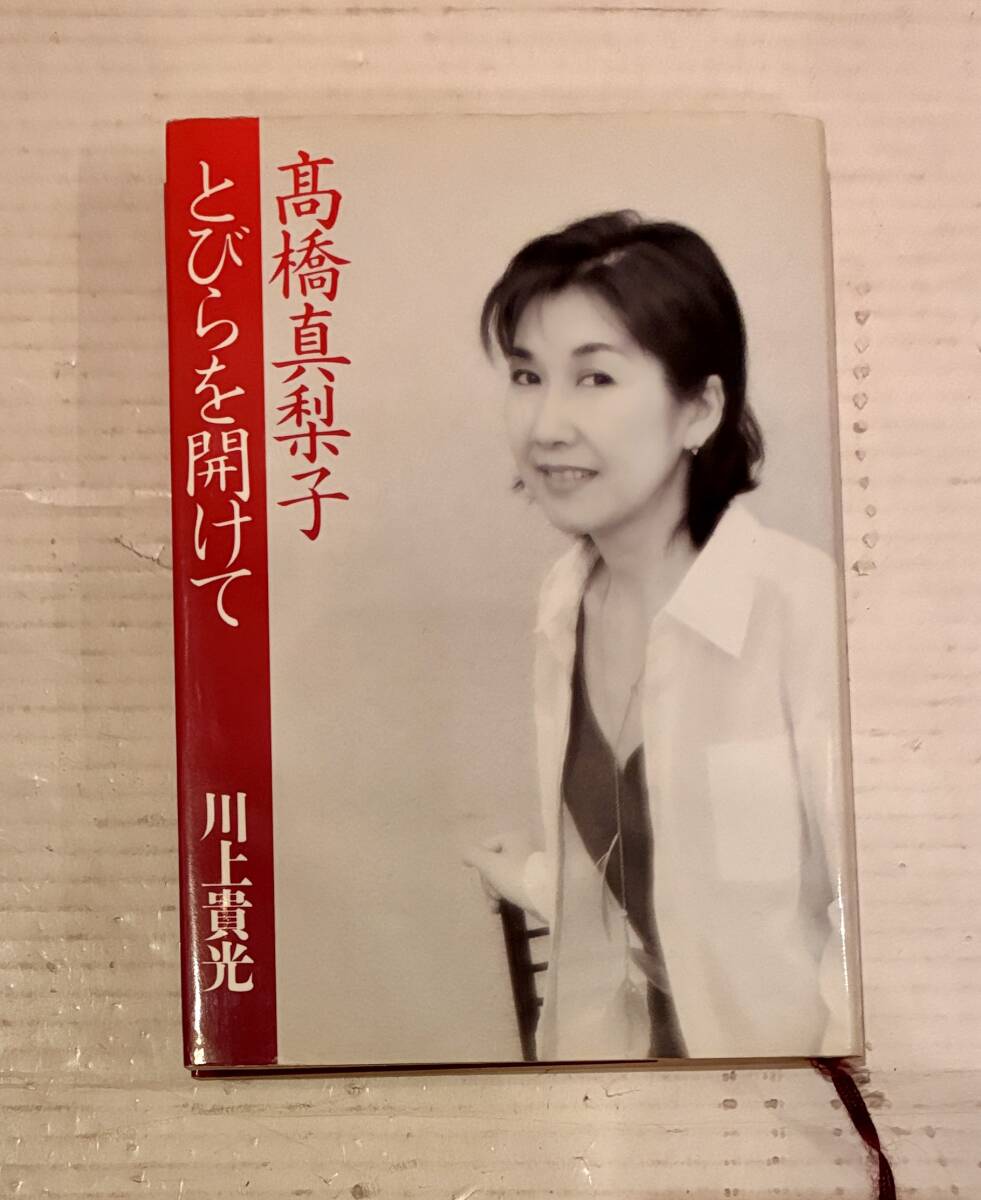 髙橋真梨子
とびらを開けて
川上貴光